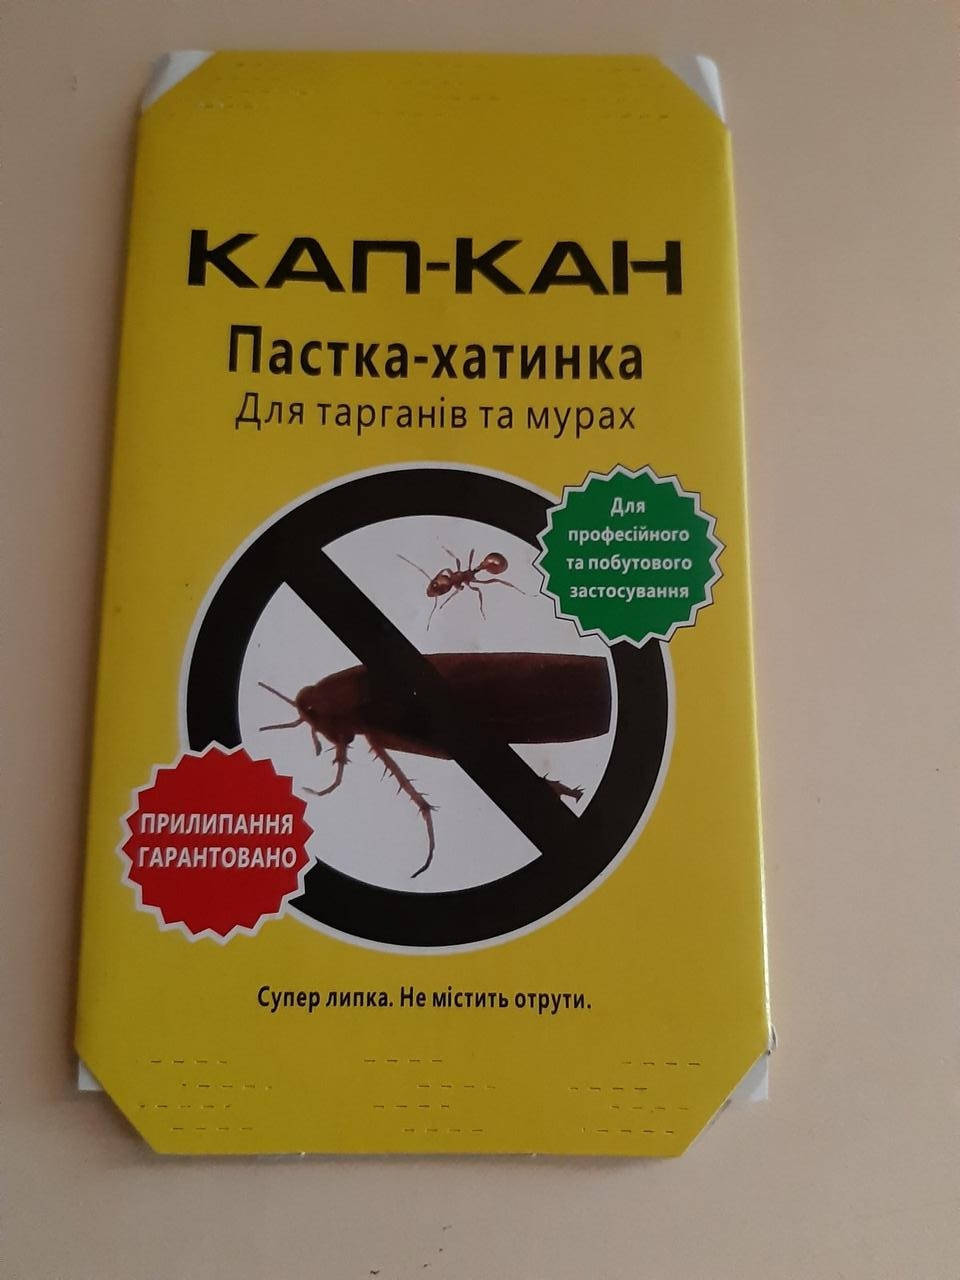 КАП-КАН
Пастка-хатинка
Для тарганів та мурах
Для
професійного
та побутового
застосування
ПРИЛИПАННЯ
ГАРАНТОВАНО
Супер липка. Не містить отрути.